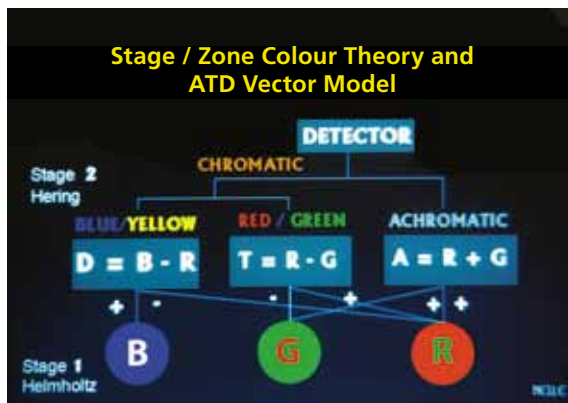 Stage / Zone Colour Theory and
ATD Vector Model
DETECTOR
CHROMATIC
Stage 2
Hering
BLUE/YELLOW RED / GREEN ACHROMATIC
D = B - R T = R - G A = R + G
+ - - + + +
B G R
Stage 1
Helmholtz